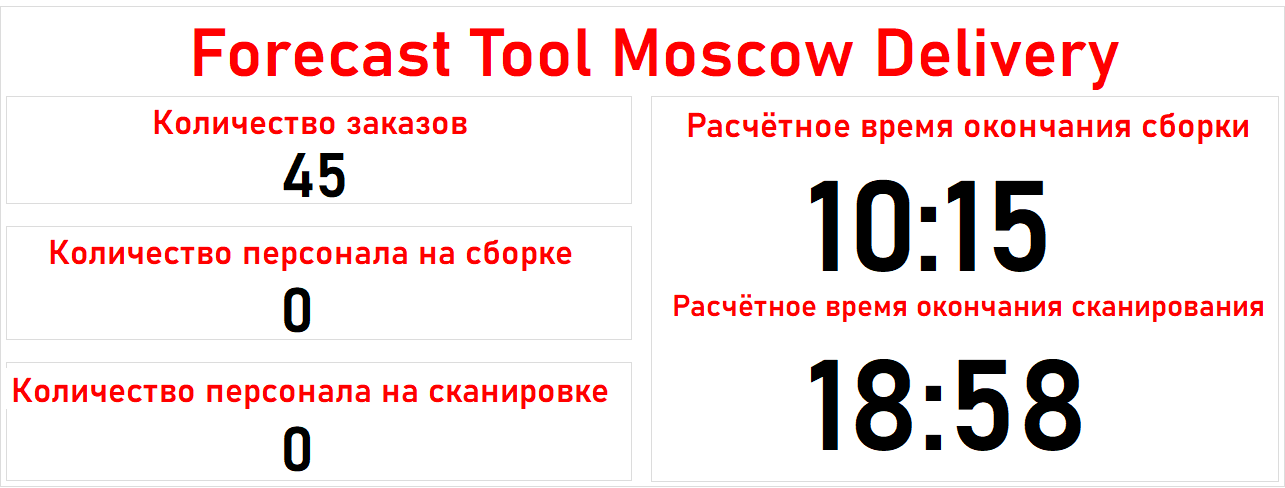 Forecast Tool Moscow Delivery
Количество заказов
45
Количество персонала на сборке
0
Количество персонала на сканировке
0
Расчётное время окончания сборки
10:15
Расчётное время окончания сканирования
18:58